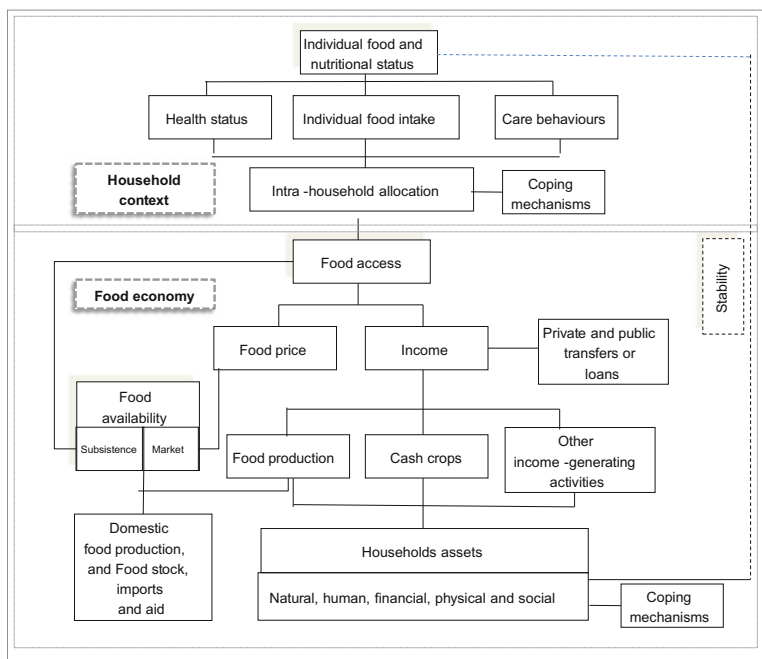 Individual food and
nutritional status
Health status
Individual food intake
Care behaviours
Household
context
Intra -household allocation
Coping
mechanisms
Food access
Stability
Food economy
Food price
Income
Private and public
transfers or
loans
Food
availability
Subsistence
Market
Food production
Cash crops
Other
income -generating
activities
Domestic
food production,
and Food stock,
imports
and aid
Households assets
Natural, human, financial, physical and social
Coping
mechanisms